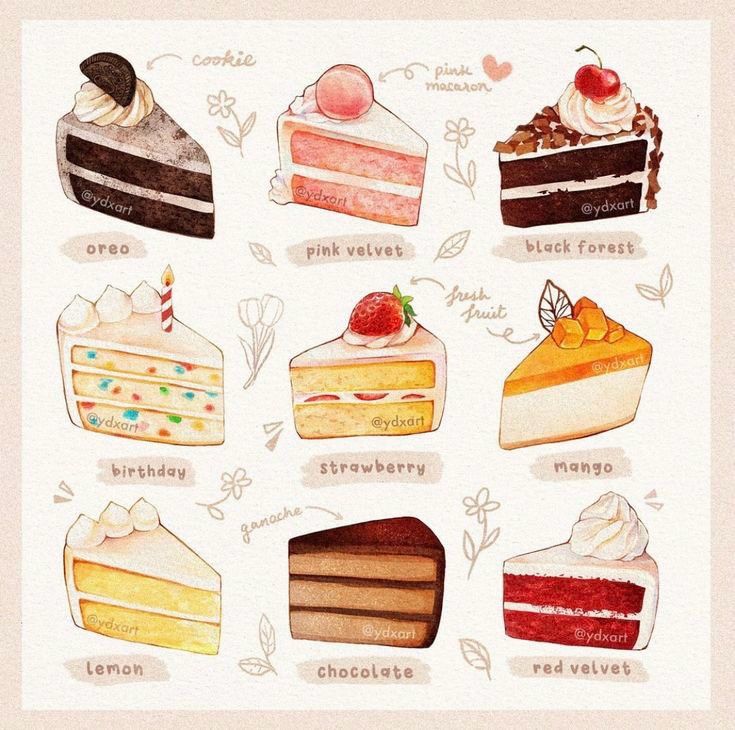 cookie
pink
macaron
@ydxart
@ydxart
@ydxart
oreo
pink velvet
black forest
fresh
fruit
@ydxart
@ydxart
@ydxart
birthday
strawberry
mango
ganache
@ydxart
@ydxart
@ydxart
lemon
chocolate
red velvet